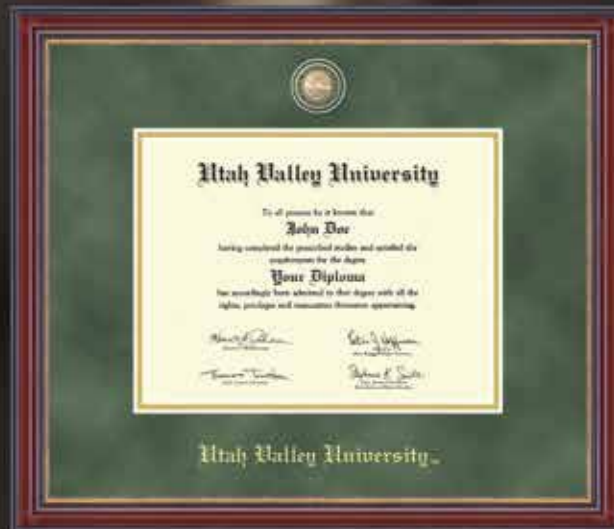 Utah Valley University
To all persons be it known that
John Doe
having completed the prescribed studies and satisfied the
requirements for the degree
Your Diploma
has accordingly been admitted to that degree with all the
rights, privileges and immunities thereunto appertaining.
Utah Valley University™